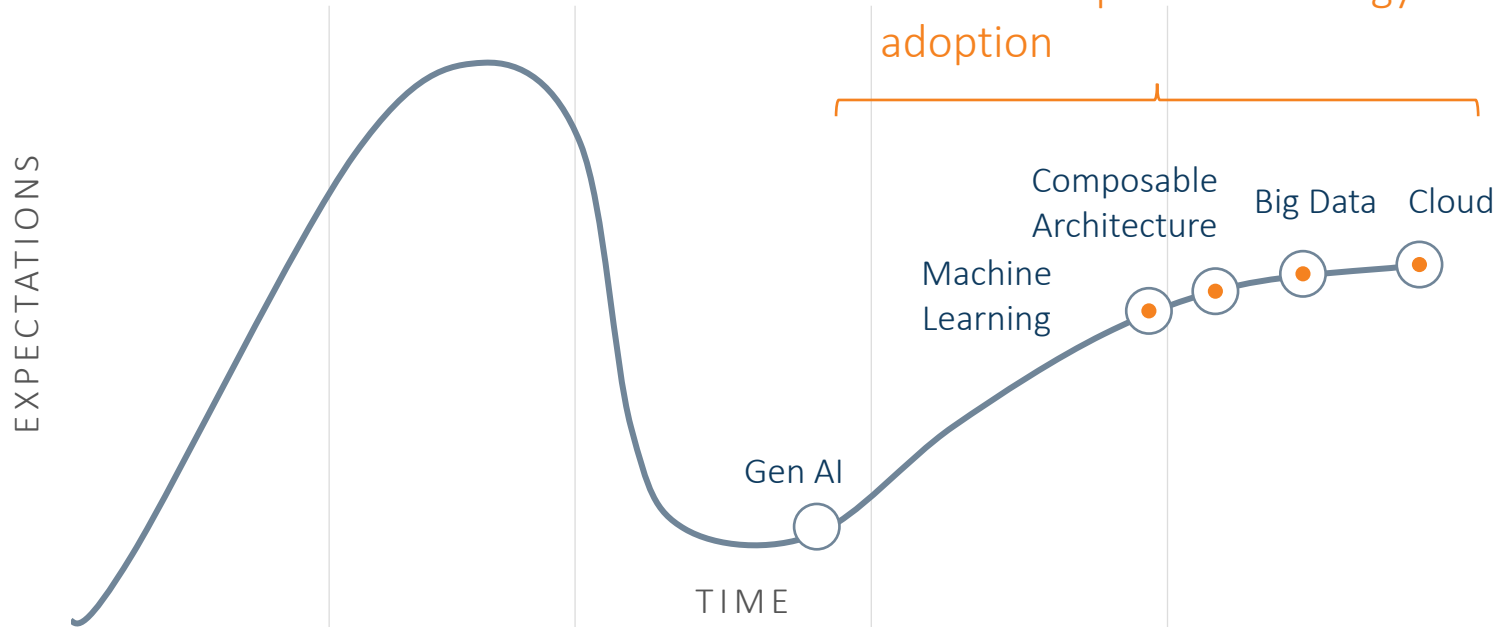 adoption
EXPECTATIONS
Composable
Architecture
Big Data
Cloud
Machine
Learning
Gen AI
TIME